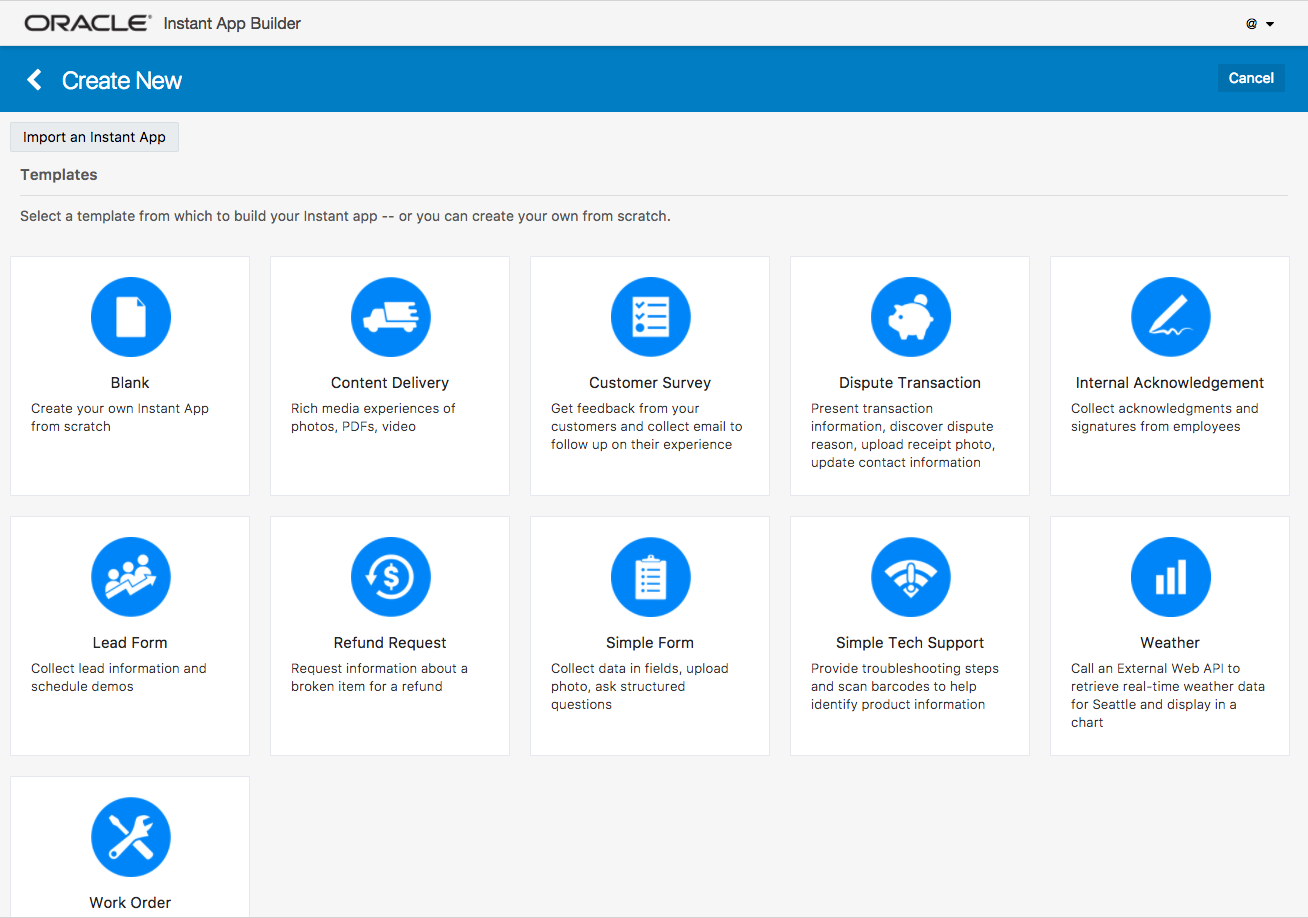 ORACLE® Instant App Builder
@
Create New
Cancel
Import an Instant App
Templates
Select a template from which to build your Instant app -- or you can create your own from scratch.
Blank
Create your own Instant App
from scratch
Content Delivery
Rich media experiences of
photos, PDFs, video
Customer Survey
Get feedback from your
customers and collect email to
follow up on their experience
Dispute Transaction
Present transaction
information, discover dispute
reason, upload receipt photo,
update contact information
Internal Acknowledgement
Collect acknowledgments and
signatures from employees
Lead Form
Collect lead information and
schedule demos
Refund Request
Request information about a
broken item for a refund
Simple Form
Collect data in fields, upload
photo, ask structured
questions
Simple Tech Support
Provide troubleshooting steps
and scan barcodes to help
identify product information
Weather
Call an External Web API to
retrieve real-time weather data
for Seattle and display in a
chart
Work Order